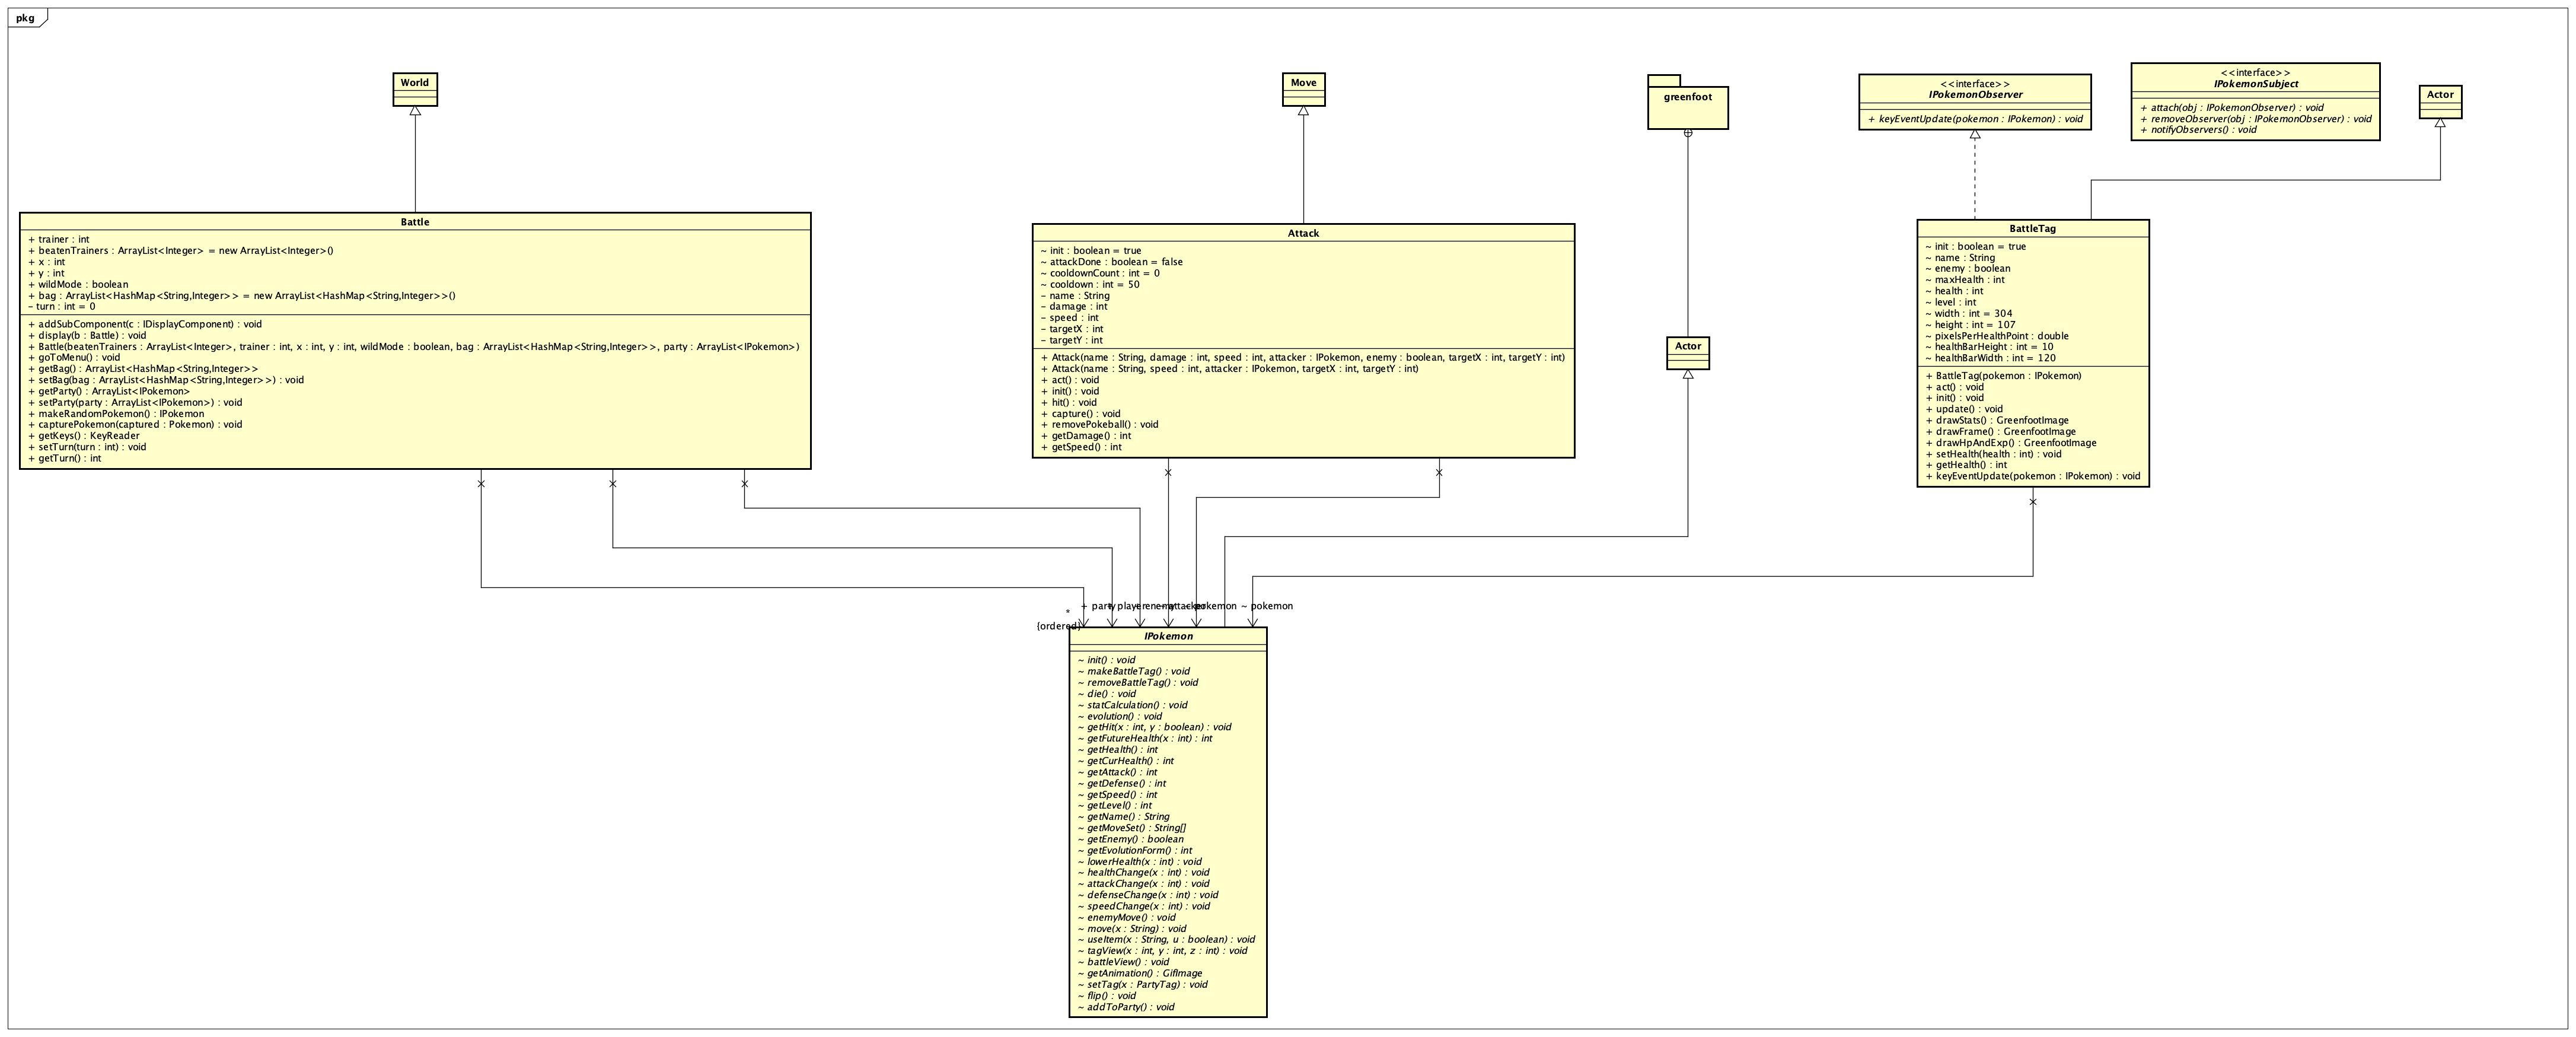 pkg
World
Move
greenfoot
<<interface>>
IPokemonObserver
+ keyEventUpdate(pokemon : IPokemon) : void
<<interface>>
IPokemonSubject
+ attach(obj : IPokemonObserver) : void
+ removeObserver(obj : IPokemonObserver) : void
+ notifyObservers() : void
Actor
Battle
+ trainer : int
+ beatenTrainers : ArrayList<Integer> = new ArrayList<Integer>()
+ x : int
+ y : int
+ wildMode : boolean
+ bag : ArrayList<HashMap<String,Integer>> = new ArrayList<HashMap<String,Integer>>()
– turn : int = 0
+ addSubComponent(c : IDisplayComponent) : void
+ display(b : Battle) : void
+ Battle(beatenTrainers : ArrayList<Integer>, trainer : int, x : int, y : int, wildMode : boolean, bag : ArrayList<HashMap<String,Integer>>, party : ArrayList<IPokemon>)
+ goToMenu() : void
+ getBag() : ArrayList<HashMap<String,Integer>>
+ setBag(bag : ArrayList<HashMap<String,Integer>>) : void
+ getParty() : ArrayList<IPokemon>
+ setParty(party : ArrayList<IPokemon>) : void
+ makeRandomPokemon() : IPokemon
+ capturePokemon(captured : Pokemon) : void
+ getKeys() : KeyReader
+ setTurn(turn : int) : void
+ getTurn() : int
Attack
~ init : boolean = true
~ attackDone : boolean = false
~ cooldownCount : int = 0
~ cooldown : int = 50
– name : String
– damage : int
– speed : int
– targetX : int
– targetY : int
+ Attack(name : String, damage : int, speed : int, attacker : IPokemon, enemy : boolean, targetX : int, targetY : int)
+ Attack(name : String, speed : int, attacker : IPokemon, targetX : int, targetY : int)
+ act() : void
+ init() : void
+ hit() : void
+ capture() : void
+ removePokeball() : void
+ getDamage() : int
+ getSpeed() : int
Actor
BattleTag
~ init : boolean = true
~ name : String
~ enemy : boolean
~ maxHealth : int
~ health : int
~ level : int
~ width : int = 304
~ height : int = 107
~ pixelsPerHealthPoint : double
~ healthBarHeight : int = 10
~ healthBarWidth : int = 120
+ BattleTag(pokemon : IPokemon)
+ act() : void
+ init() : void
+ update() : void
+ drawStats() : GreenfootImage
+ drawFrame() : GreenfootImage
+ drawHpAndExp() : GreenfootImage
+ setHealth(health : int) : void
+ getHealth() : int
+ keyEventUpdate(pokemon : IPokemon) : void
+ party
player
enemy
attacker
pokemon
~ pokemon
*
{ordered}
IPokemon
~ init() : void
~ makeBattleTag() : void
~ removeBattleTag() : void
~ die() : void
~ statCalculation() : void
~ evolution() : void
~ getHit(x : int, y : boolean) : void
~ getFutureHealth(x : int) : int
~ getHealth() : int
~ getCurHealth() : int
~ getAttack() : int
~ getDefense() : int
~ getSpeed() : int
~ getLevel() : int
~ getName() : String
~ getMoveSet() : String[]
~ getEnemy() : boolean
~ getEvolutionForm() : int
~ lowerHealth(x : int) : void
~ healthChange(x : int) : void
~ attackChange(x : int) : void
~ defenseChange(x : int) : void
~ speedChange(x : int) : void
~ enemyMove() : void
~ move(x : String) : void
~ useItem(x : String, u : boolean) : void
~ tagView(x : int, y : int, z : int) : void
~ battleView() : void
~ getAnimation() : GifImage
~ setTag(x : PartyTag) : void
~ flip() : void
~ addToParty() : void